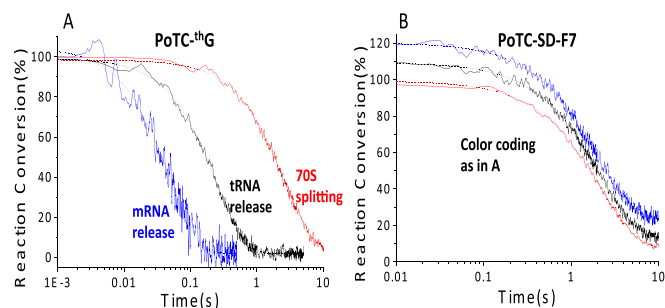 A
PoTC-thG
Reaction Conversion(%)
100
80
60
40
20
0
mRNA
release
tRNA
release
70S
splitting
1E-3
0.01
0.1
1
10
Time(s)
B
PoTC-SD-F7
Reaction Conversion(%)
120
100
80
60
40
20
0
Color coding
as in A
0.01
0.1
1
10
Time(s)